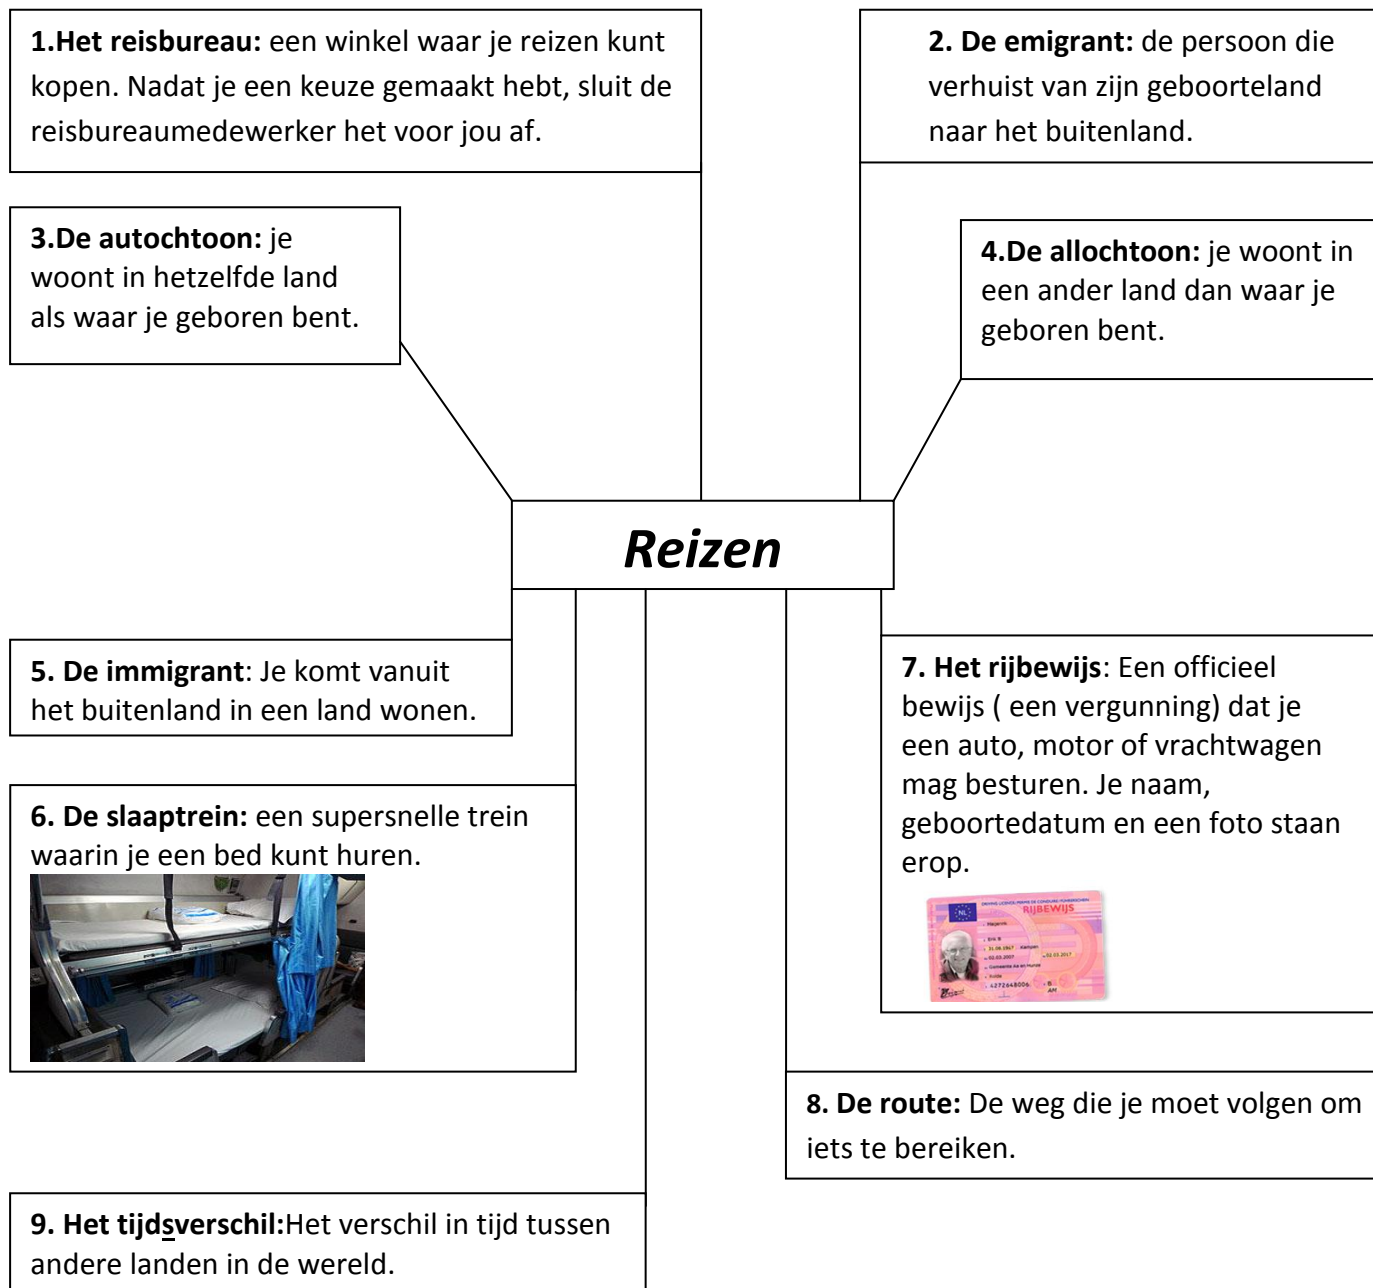 1.Het reisbureau: een winkel waar je reizen kunt
kopen. Nadat je een keuze gemaakt hebt, sluit de
reisbureaumedewerker het voor jou af.
2. De emigrant: de persoon die
verhuist van zijn geboorteland
naar het buitenland.
3.De autochtoon: je
woont in hetzelfde land
als waar je geboren bent.
4.De allochtoon: je woont in
een ander land dan waar je
geboren bent.
Reizen
5. De immigrant: Je komt vanuit
het buitenland in een land wonen.
6. De slaaptrein: een supersnelle trein
waarin je een bed kunt huren.
7. Het rijbewijs: Een officieel
bewijs ( een vergunning) dat je
een auto, motor of vrachtwagen
mag besturen. Je naam,
geboortedatum en een foto staan
erop.
NL
RIJBEWIJS
8. De route: De weg die je moet volgen om
iets te bereiken.
9. Het tijdsverschil:Het verschil in tijd tussen
andere landen in de wereld.